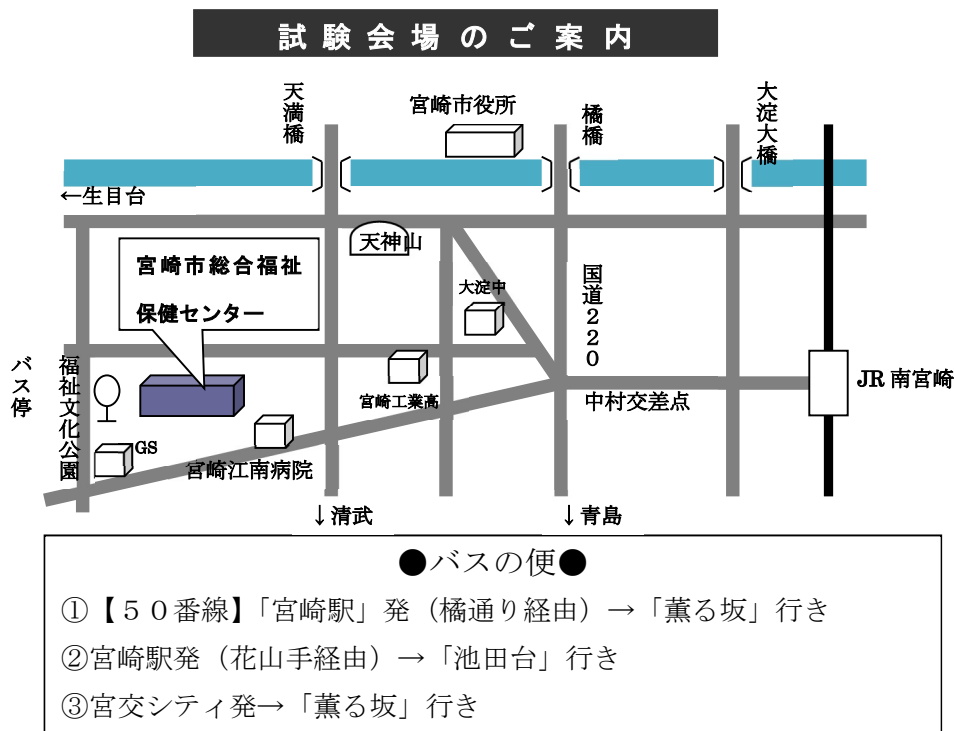 試験会場のご案内
天満橋
宮崎市役所
橘橋
大淀大橋
←生目台
天神山
宮崎市総合福祉
保健センター
大淀中
国道220
バス停
福祉文化公園
宮崎工業高
中村交差点
JR 南宮崎
GS
宮崎江南病院
↓清武
↓青島
●バスの便●
①【５０番線】「宮崎駅」発（橘通り経由）→「薫る坂」行き
②宮崎駅発（花山手経由）→「池田台」行き
③宮交シティ発→「薫る坂」行き